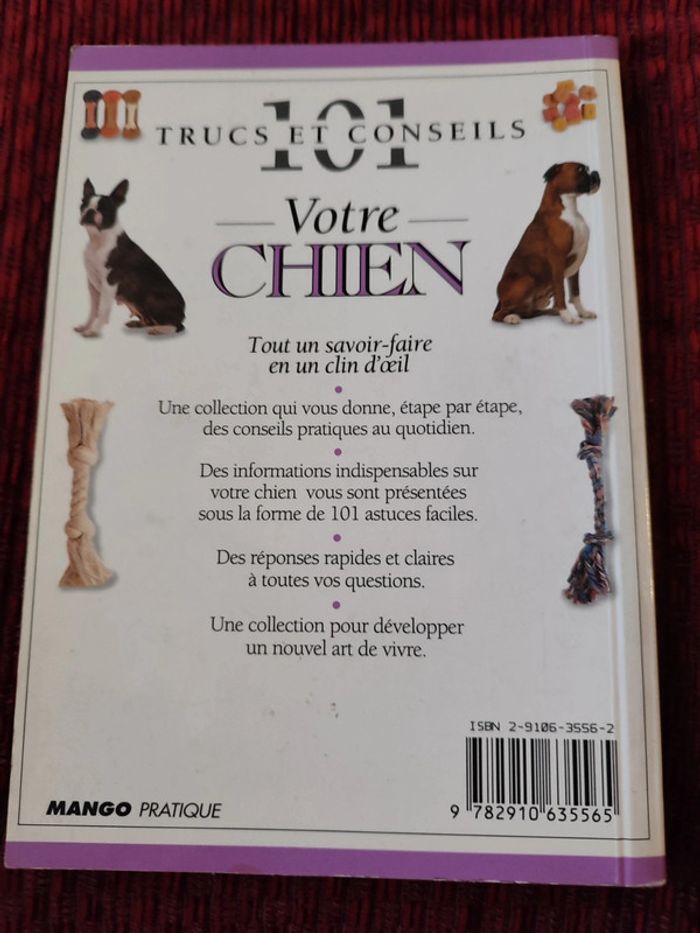 101
TRUCS ET CONSEILS
Votre
CHIEN
Tout un savoir-faire
en un clin d'œil
Une collection qui vous donne, étape par étape,
des conseils pratiques au quotidien.
Des informations indispensables sur
votre chien vous sont présentées
sous la forme de 101 astuces faciles.
Des réponses rapides et claires
à toutes vos questions.
Une collection pour développer
un nouvel art de vivre.
ISBN 2-9106-3556-2
9 782910 635565
MANGO PRATIQUE